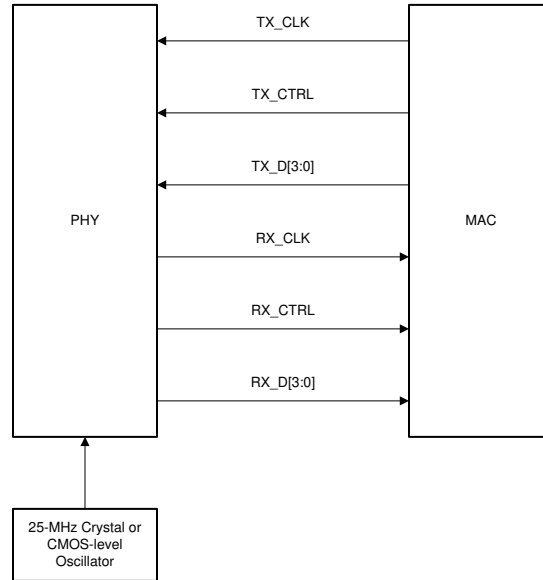 TX_CLK
TX_CTRL
TX_D[3:0]
PHY
MAC
RX_CLK
RX_CTRL
RX_D[3:0]
25-MHz Crystal or
CMOS-level
Oscillator